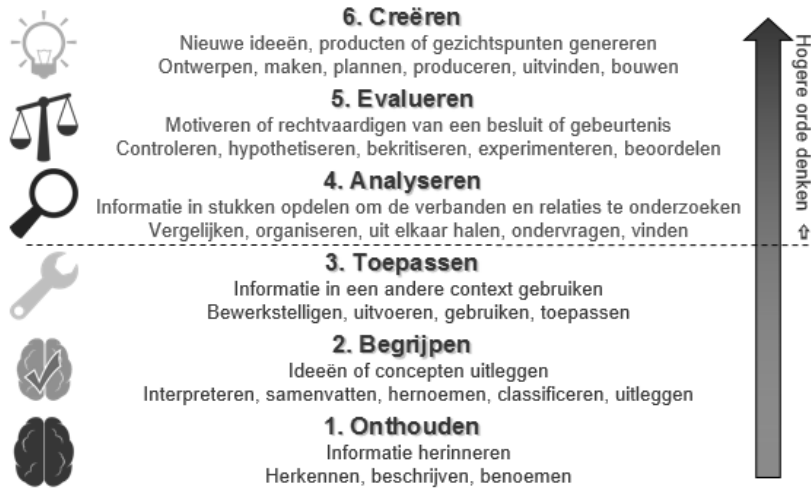 6. Creëren
Nieuwe ideeën, producten of gezichtspunten genereren
Ontwerpen, maken, plannen, produceren, uitvinden, bouwen
5. Evalueren
Motiveren of rechtvaardigen van een besluit of gebeurtenis
Controleren, hypothetiseren, bekritiseren, experimenteren, beoordelen
4. Analyseren
Informatie in stukken opdelen om de verbanden en relaties te onderzoeken
Vergelijken, organiseren, uit elkaar halen, ondervragen, vinden
3. Toepassen
Informatie in een andere context gebruiken
Bewerkstelligen, uitvoeren, gebruiken, toepassen
2. Begrijpen
Ideeën of concepten uitleggen
Interpreteren, samenvatten, hernoemen, classificeren, uitleggen
1. Onthouden
Informatie herinneren
Herkennen, beschrijven, benoemen
Hogere orde denken